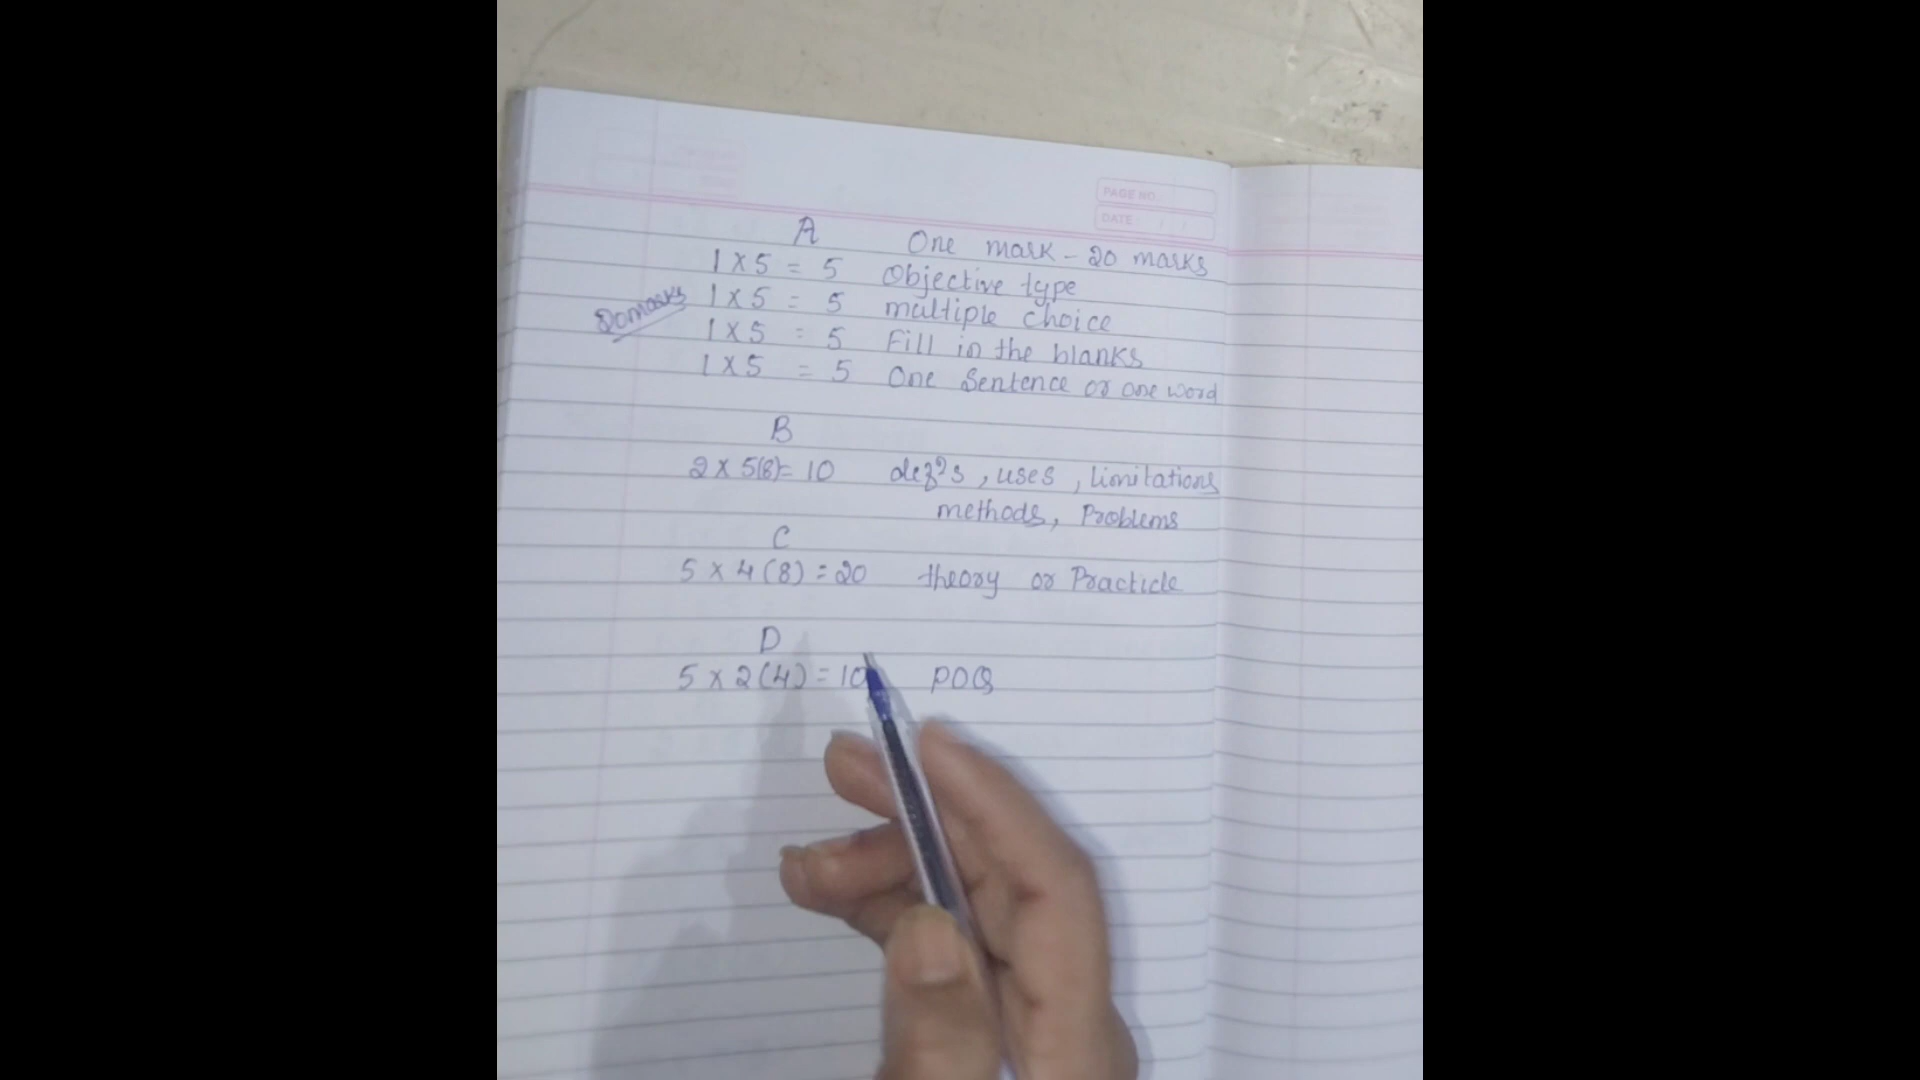 PAGE NO.
DATE: / /
A One mark - 20 marks
1 x 5 = 5 Objective type
20 marks 1 x 5 = 5 multiple choice
1 x 5 = 5 Fill in the blanks
1 x 5 = 5 One Sentence or one word
B
2 x 5(8)= 10 defⁿs, uses, limitations
methods, Problems
C
5 x 4 (8) = 20 theory or Practicle
D
5 x 2(4) = 10 POQ